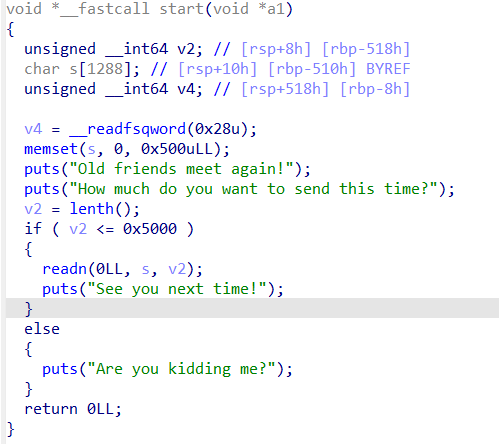 void *__fastcall start(void *a1)
{
  unsigned __int64 v2; // [rsp+8h] [rbp-518h]
  char s[1288]; // [rsp+10h] [rbp-510h] BYREF
  unsigned __int64 v4; // [rsp+518h] [rbp-8h]

  v4 = __readfsqword(0x28u);
  memset(s, 0, 0x500uLL);
  puts("Old friends meet again!");
  puts("How much do you want to send this time?");
  v2 = lenth();
  if ( v2 <= 0x5000 )
  {
    readn(0LL, s, v2);
    puts("See you next time!");
  }
  else
  {
    puts("Are you kidding me?");
  }
  return 0LL;
}